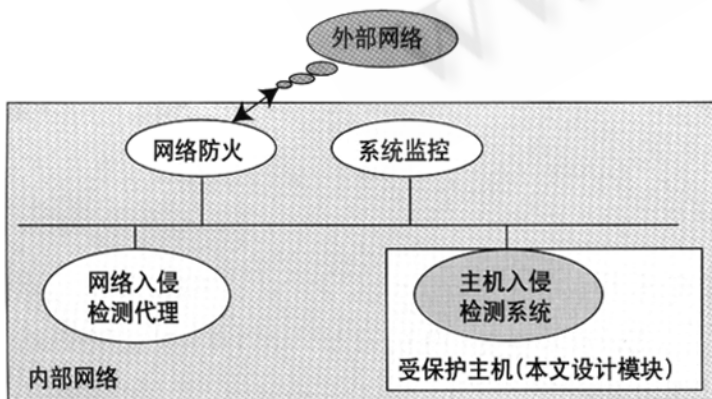 外部网络
网络防火
系统监控
网络入侵
检测代理
主机入侵
检测系统
受保护主机(本文设计模块)
内部网络